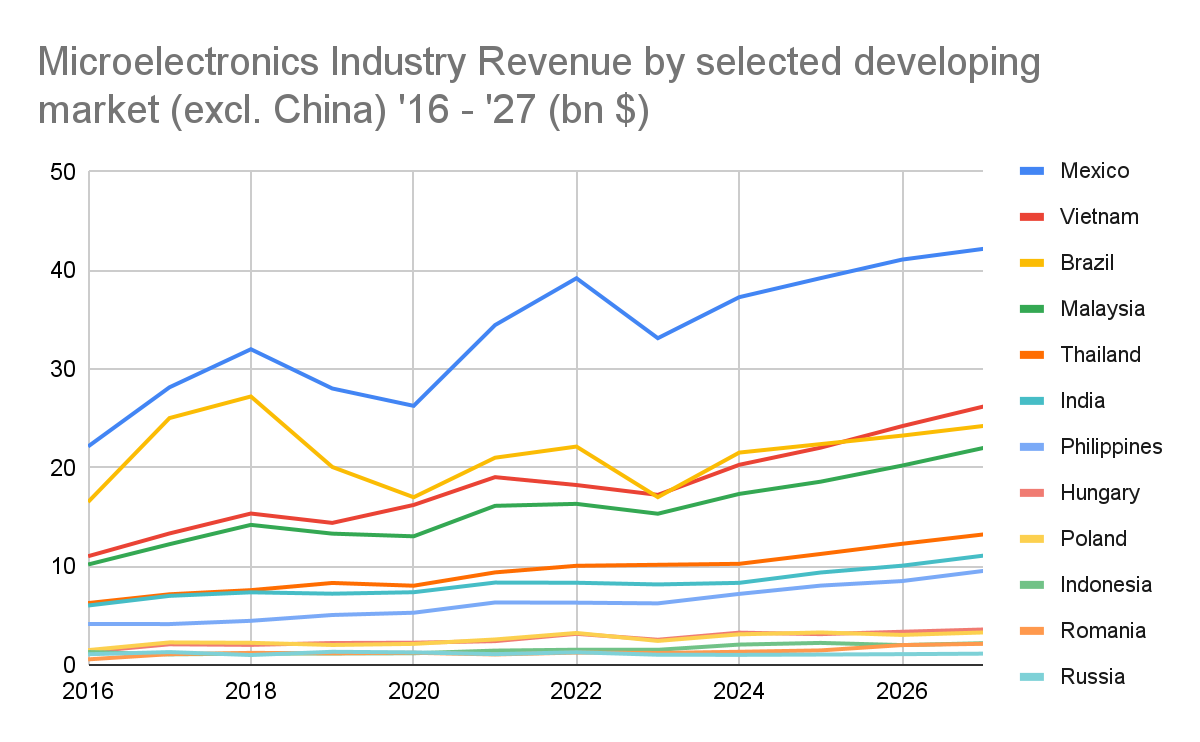 Microelectronics Industry Revenue by selected developing
market (excl. China) '16 - '27 (bn $)
50
40
30
20
10
0
2016
2018
2020
2022
2024
2026
Mexico
Vietnam
Brazil
Malaysia
Thailand
India
Philippines
Hungary
Poland
Indonesia
Romania
Russia